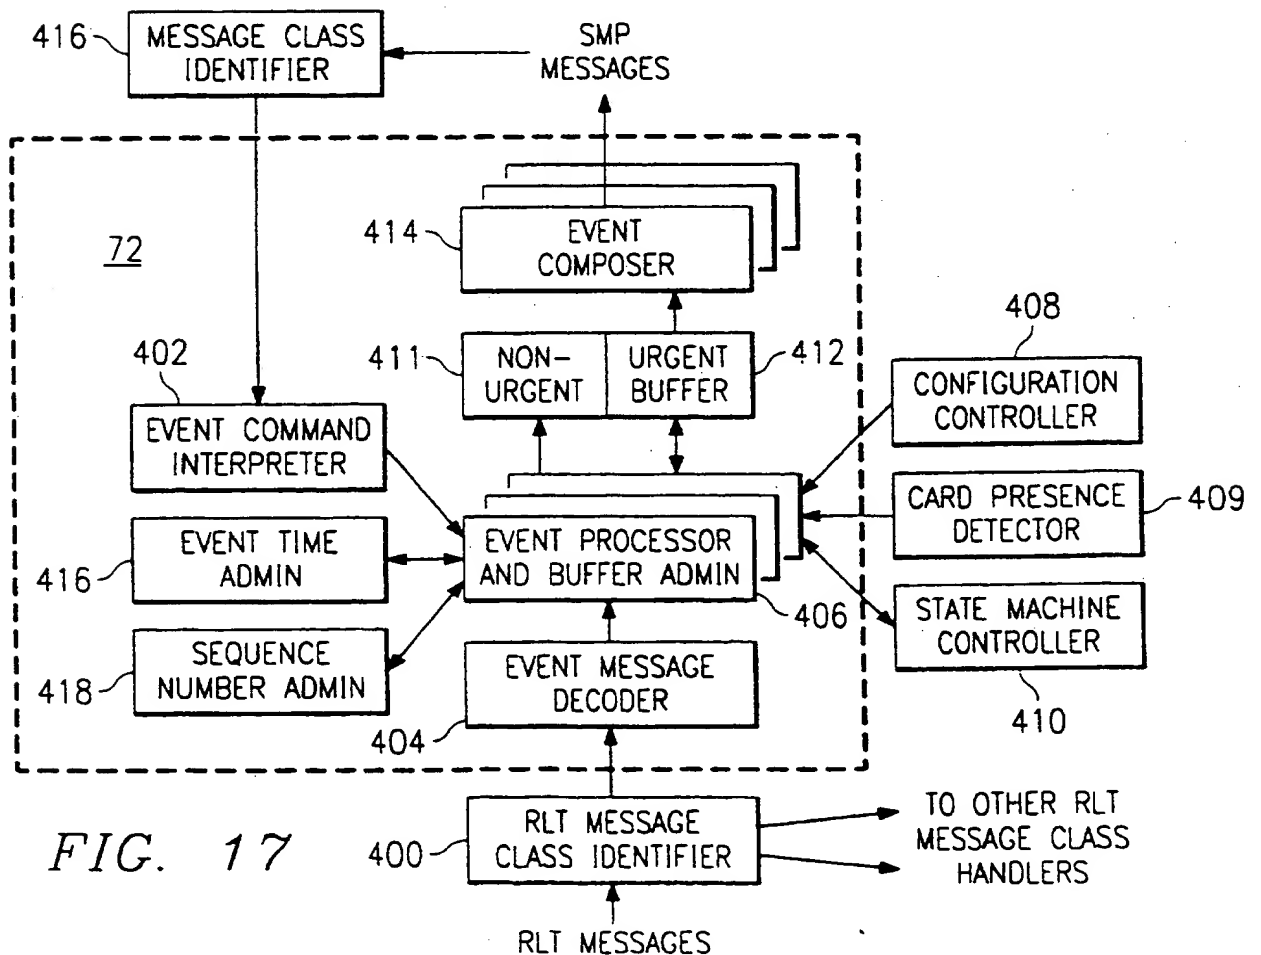 416
MESSAGE CLASS
IDENTIFIER
SMP
MESSAGES
72
414
EVENT
COMPOSER
408
402
411
NON-
URGENT
URGENT
BUFFER
412
CONFIGURATION
CONTROLLER
EVENT COMMAND
INTERPRETER
CARD PRESENCE
DETECTOR
409
416
EVENT TIME
ADMIN
EVENT PROCESSOR
AND BUFFER ADMIN
406
STATE MACHINE
CONTROLLER
418
SEQUENCE
NUMBER ADMIN
EVENT MESSAGE
DECODER
404
410
FIG. 17
400
RLT MESSAGE
CLASS IDENTIFIER
TO OTHER RLT
MESSAGE CLASS
HANDLERS
RLT MESSAGES